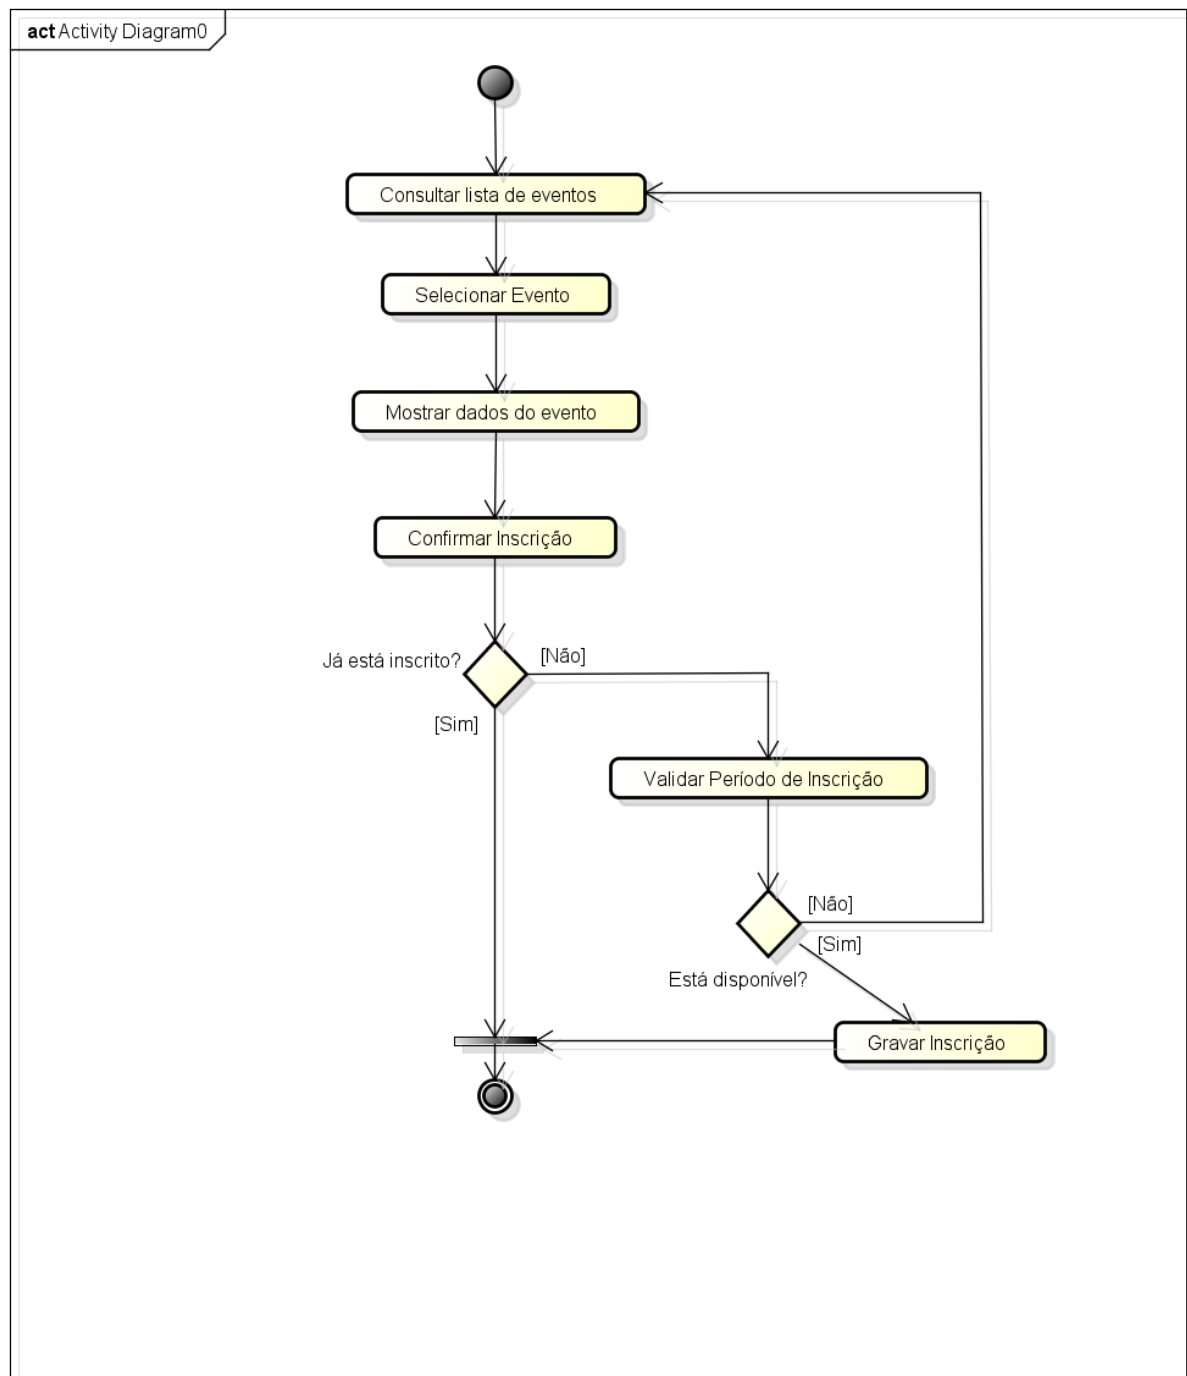 act Activity Diagram0
Consultar lista de eventos
Selecionar Evento
Mostrar dados do evento
Confirmar Inscrição
Já está inscrito?
[Não]
[Sim]
Validar Período de Inscrição
[Não]
[Sim]
Está disponível?
Gravar Inscrição